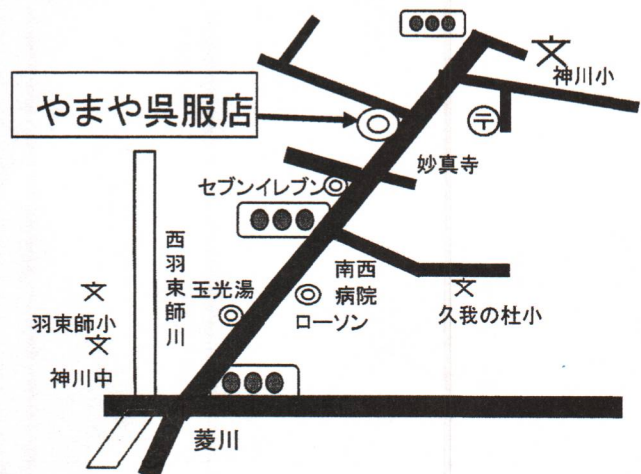 神川小
やまや呉服店
〒
妙真寺
セブンイレブン
西羽束師川
南西
病院
玉光湯
ローソン
久我の杜小
羽束師小
神川中
菱川